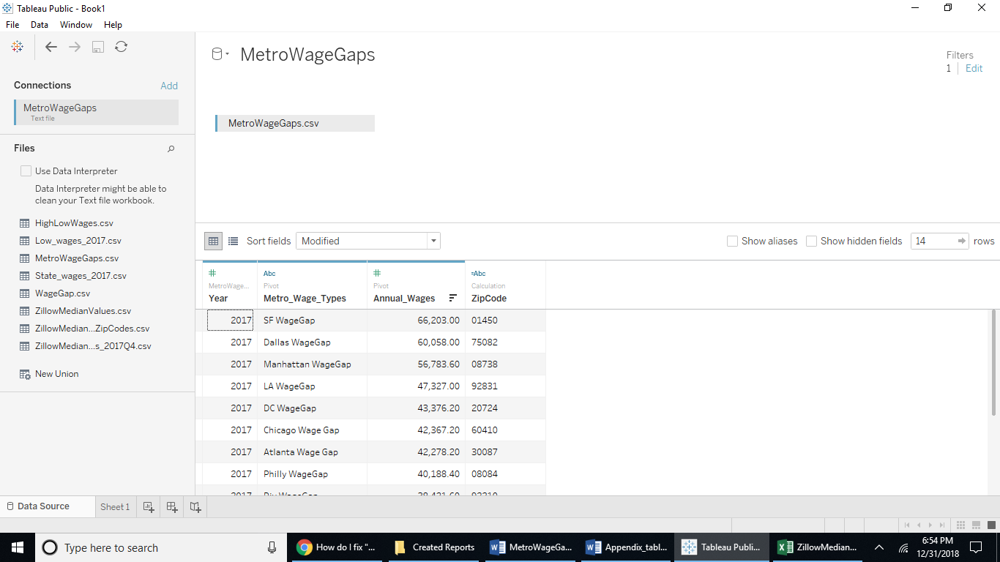 Tableau Public - Book1
File Data Window Help
MetroWageGaps
Filters
1 Edit
Connections Add
MetroWageGaps
Text file
MetroWageGaps.csv
Files
Use Data Interpreter
Data Interpreter might be able to
clean your Text file workbook.
HighLowWages.csv
Low_wages_2017.csv
MetroWageGaps.csv
State_wages_2017.csv
WageGap.csv
ZillowMedianValues.csv
ZillowMedian...ZipCodes.csv
ZillowMedian...s_2017Q4.csv
New Union
Sort fields Modified Show aliases Show hidden fields 14 rows
# Abc # =Abc
MetroWage... Pivot Pivot Calculation
Year Metro_Wage_Types Annual_Wages ZipCode
2017 SF WageGap 66,203.00 01450
2017 Dallas WageGap 60,058.00 75082
2017 Manhattan WageGap 56,783.60 08738
2017 LA WageGap 47,327.00 92831
2017 DC WageGap 43,376.20 20724
2017 Chicago Wage Gap 42,367.20 60410
2017 Atlanta Wage Gap 42,278.20 30087
2017 Philly WageGap 40,188.40 08084
2017
Data Source Sheet 1
Type here to search
How do I fix "...
Created Reports
MetroWageGa...
Appendix_tabl...
Tableau Publi...
ZillowMedian...
6:54 PM
12/31/2018